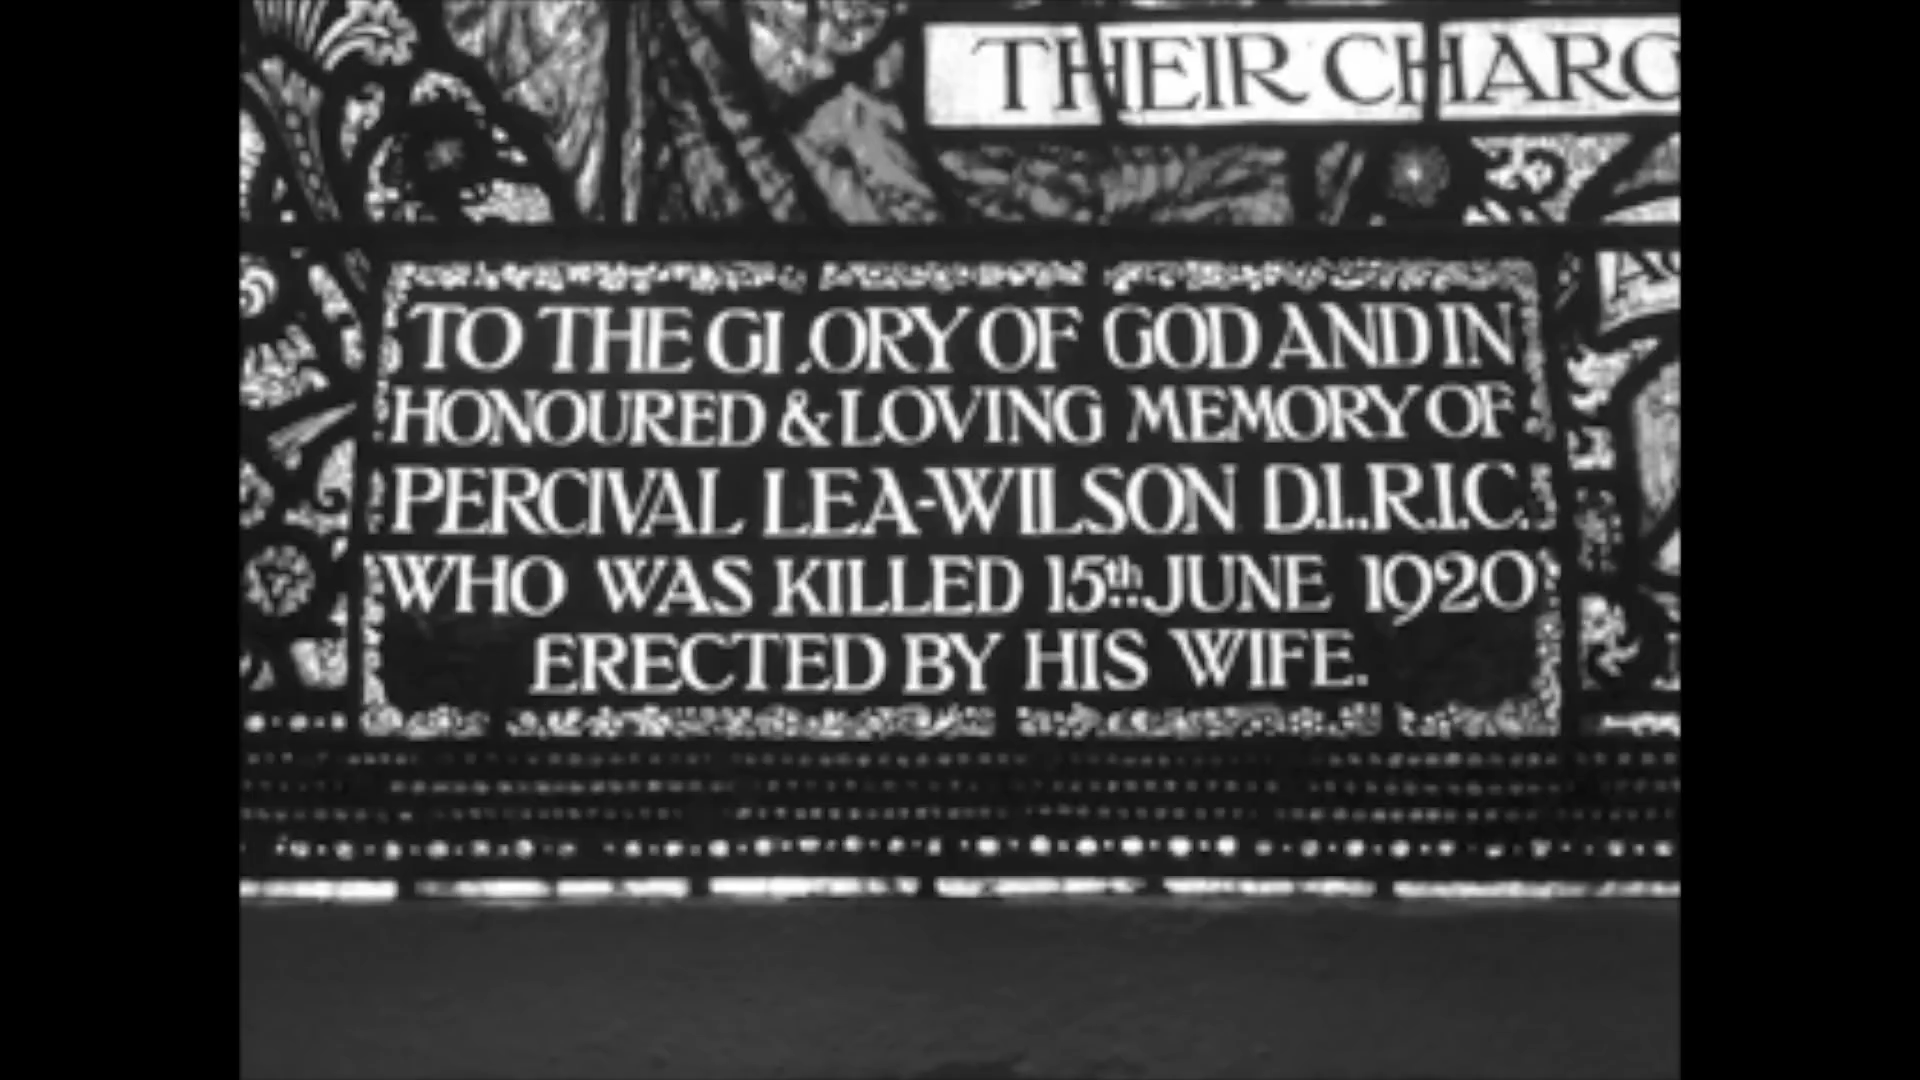 THEIR CHARG
TO THE GLORY OF GOD AND IN
HONOURED & LOVING MEMORY OF
PERCIVAL LEA-WILSON D.I.R.I.C.
WHO WAS KILLED 15th JUNE 1920
ERECTED BY HIS WIFE.